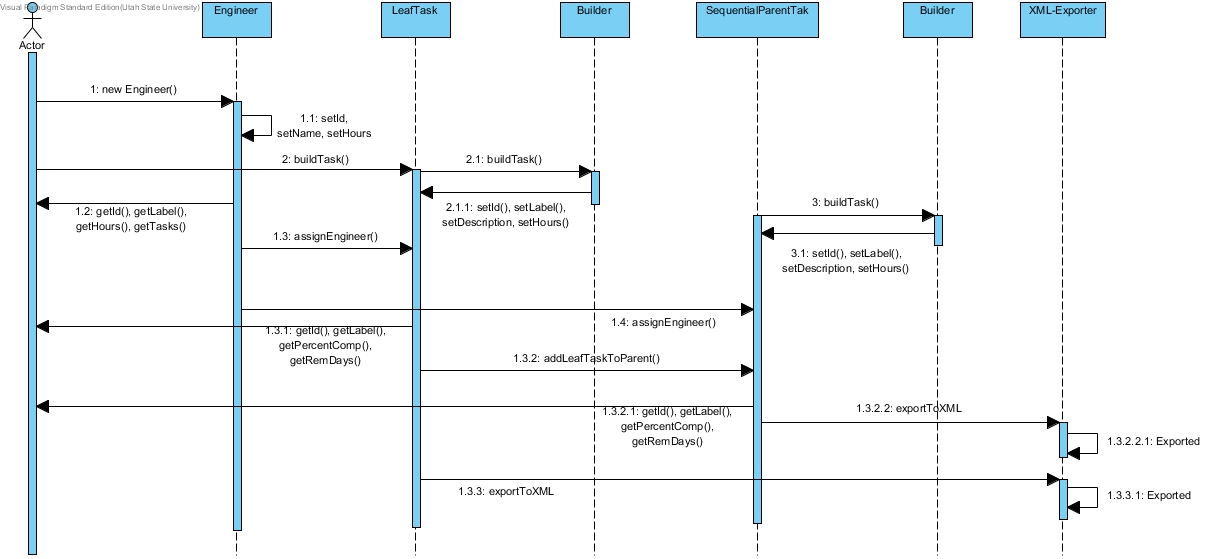 Visual Paradigm Standard Edition(Utah State University)
Actor
Engineer
LeafTask
Builder
SequentialParentTak
Builder
XML-Exporter
1: new Engineer()
1.1: setId,
setName, setHours
2: buildTask()
2.1: buildTask()
1.2: getId(), getLabel(),
getHours(), getTasks()
2.1.1: setId(), setLabel(),
setDescription, setHours()
3: buildTask()
1.3: assignEngineer()
3.1: setId(), setLabel(),
setDescription, setHours()
1.4: assignEngineer()
1.3.1: getId(), getLabel(),
getPercentComp(),
getRemDays()
1.3.2: addLeafTaskToParent()
1.3.2.1: getId(), getLabel(),
getPercentComp(),
getRemDays()
1.3.2.2: exportToXML
1.3.2.2.1: Exported
1.3.3: exportToXML
1.3.3.1: Exported